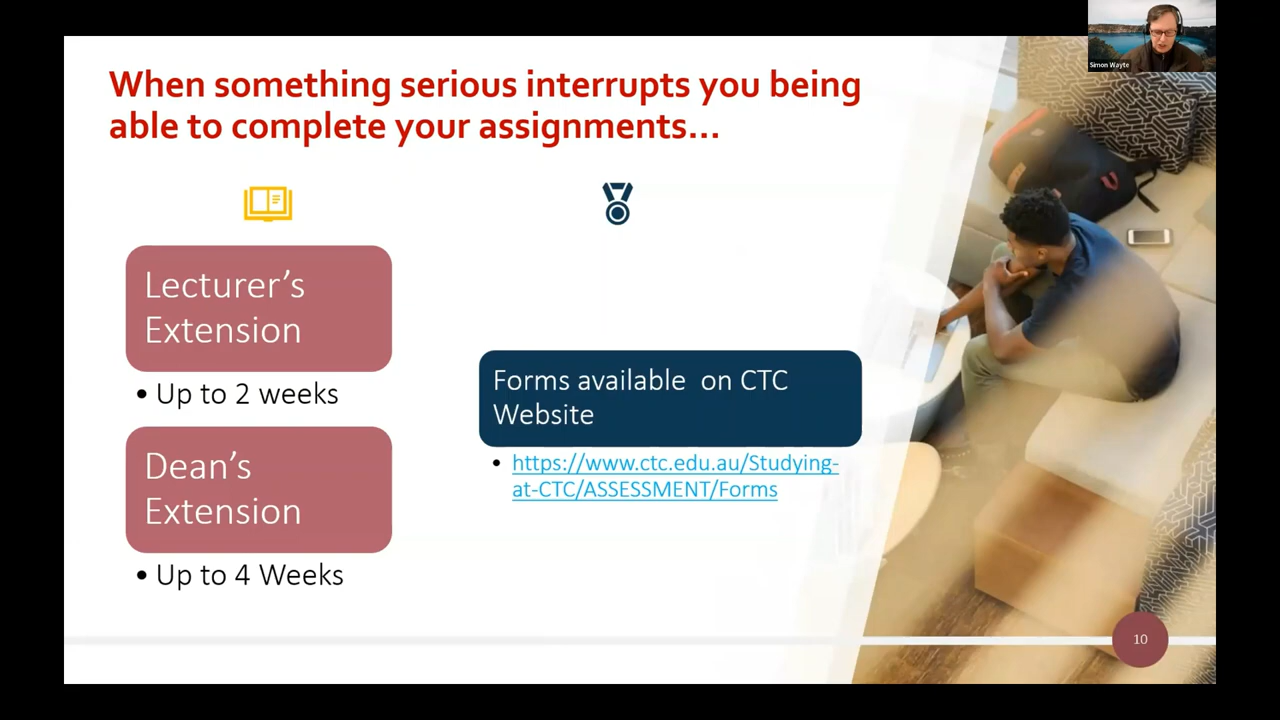 Simon Wayte
When something serious interrupts you being
able to complete your assignments...
Lecturer's
Extension
• Up to 2 weeks
Dean's
Extension
• Up to 4 Weeks
Forms available on CTC
Website
• https://www.ctc.edu.au/Studying-
at-CTC/ASSESSMENT/Forms
10